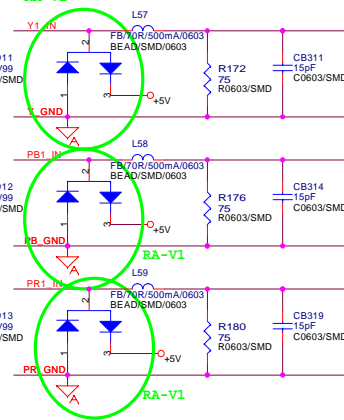 L57
Y1_IN
FB/70R/500mA/0603
BEAD/SMD/0603
2
1
3
+5V
R172
75
R0603/SMD
CB311
15pF
C0603/SMD
A
L58
PB1_IN
FB/70R/500mA/0603
BEAD/SMD/0603
2
1
3
+5V
R176
75
R0603/SMD
CB314
15pF
C0603/SMD
PB_GND
A
RA-V1
L59
PR1_IN
FB/70R/500mA/0603
BEAD/SMD/0603
2
1
3
+5V
R180
75
R0603/SMD
CB319
15pF
C0603/SMD
PR_GND
A
RA-V1